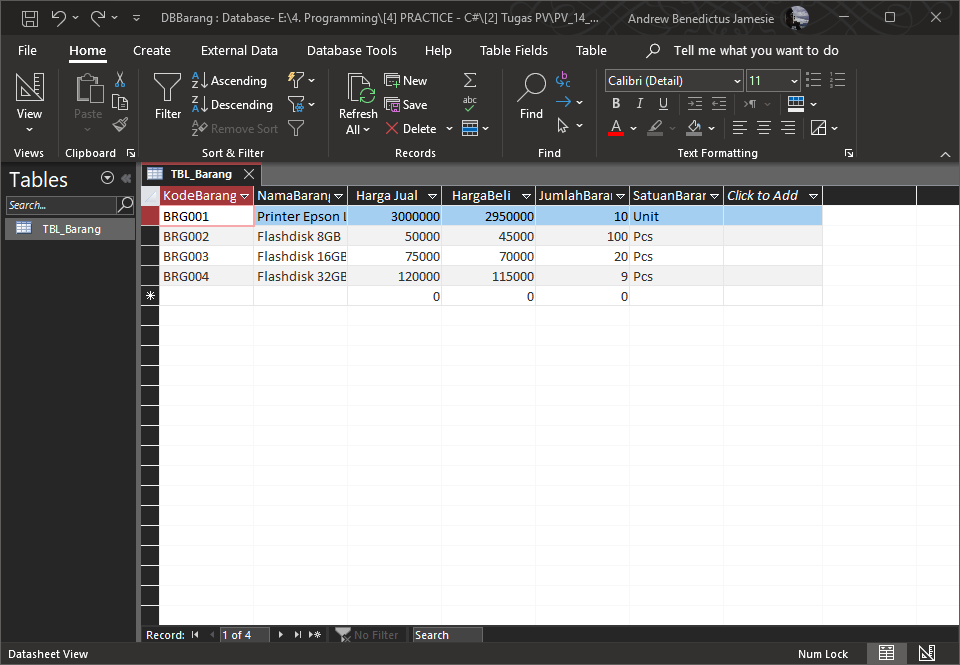 DBBarang : Database- E:\4. Programming\[4] PRACTICE - C#\[2] Tugas PV\PV_14_...
Andrew Benedictus Jamesie
File Home Create External Data Database Tools Help Table Fields Table Tell me what you want to do
View
Views
Paste
Clipboard
Filter
Ascending
Descending
Remove Sort
Sort & Filter
Refresh
All
New
Save
Delete
abc
Records
Find
Find
Calibri (Detail) 11
B I U
A
Text Formatting
Tables
Search...
TBL_Barang
TBL_Barang
KodeBarang NamaBarang Harga Jual HargaBeli JumlahBaran SatuanBarar Click to Add
BRG001 Printer Epson L 3000000 2950000 10 Unit
BRG002 Flashdisk 8GB 50000 45000 100 Pcs
BRG003 Flashdisk 16GB 75000 70000 20 Pcs
BRG004 Flashdisk 32GB 120000 115000 9 Pcs
0 0 0
Record: 1 of 4 No Filter Search
Datasheet View
Num Lock